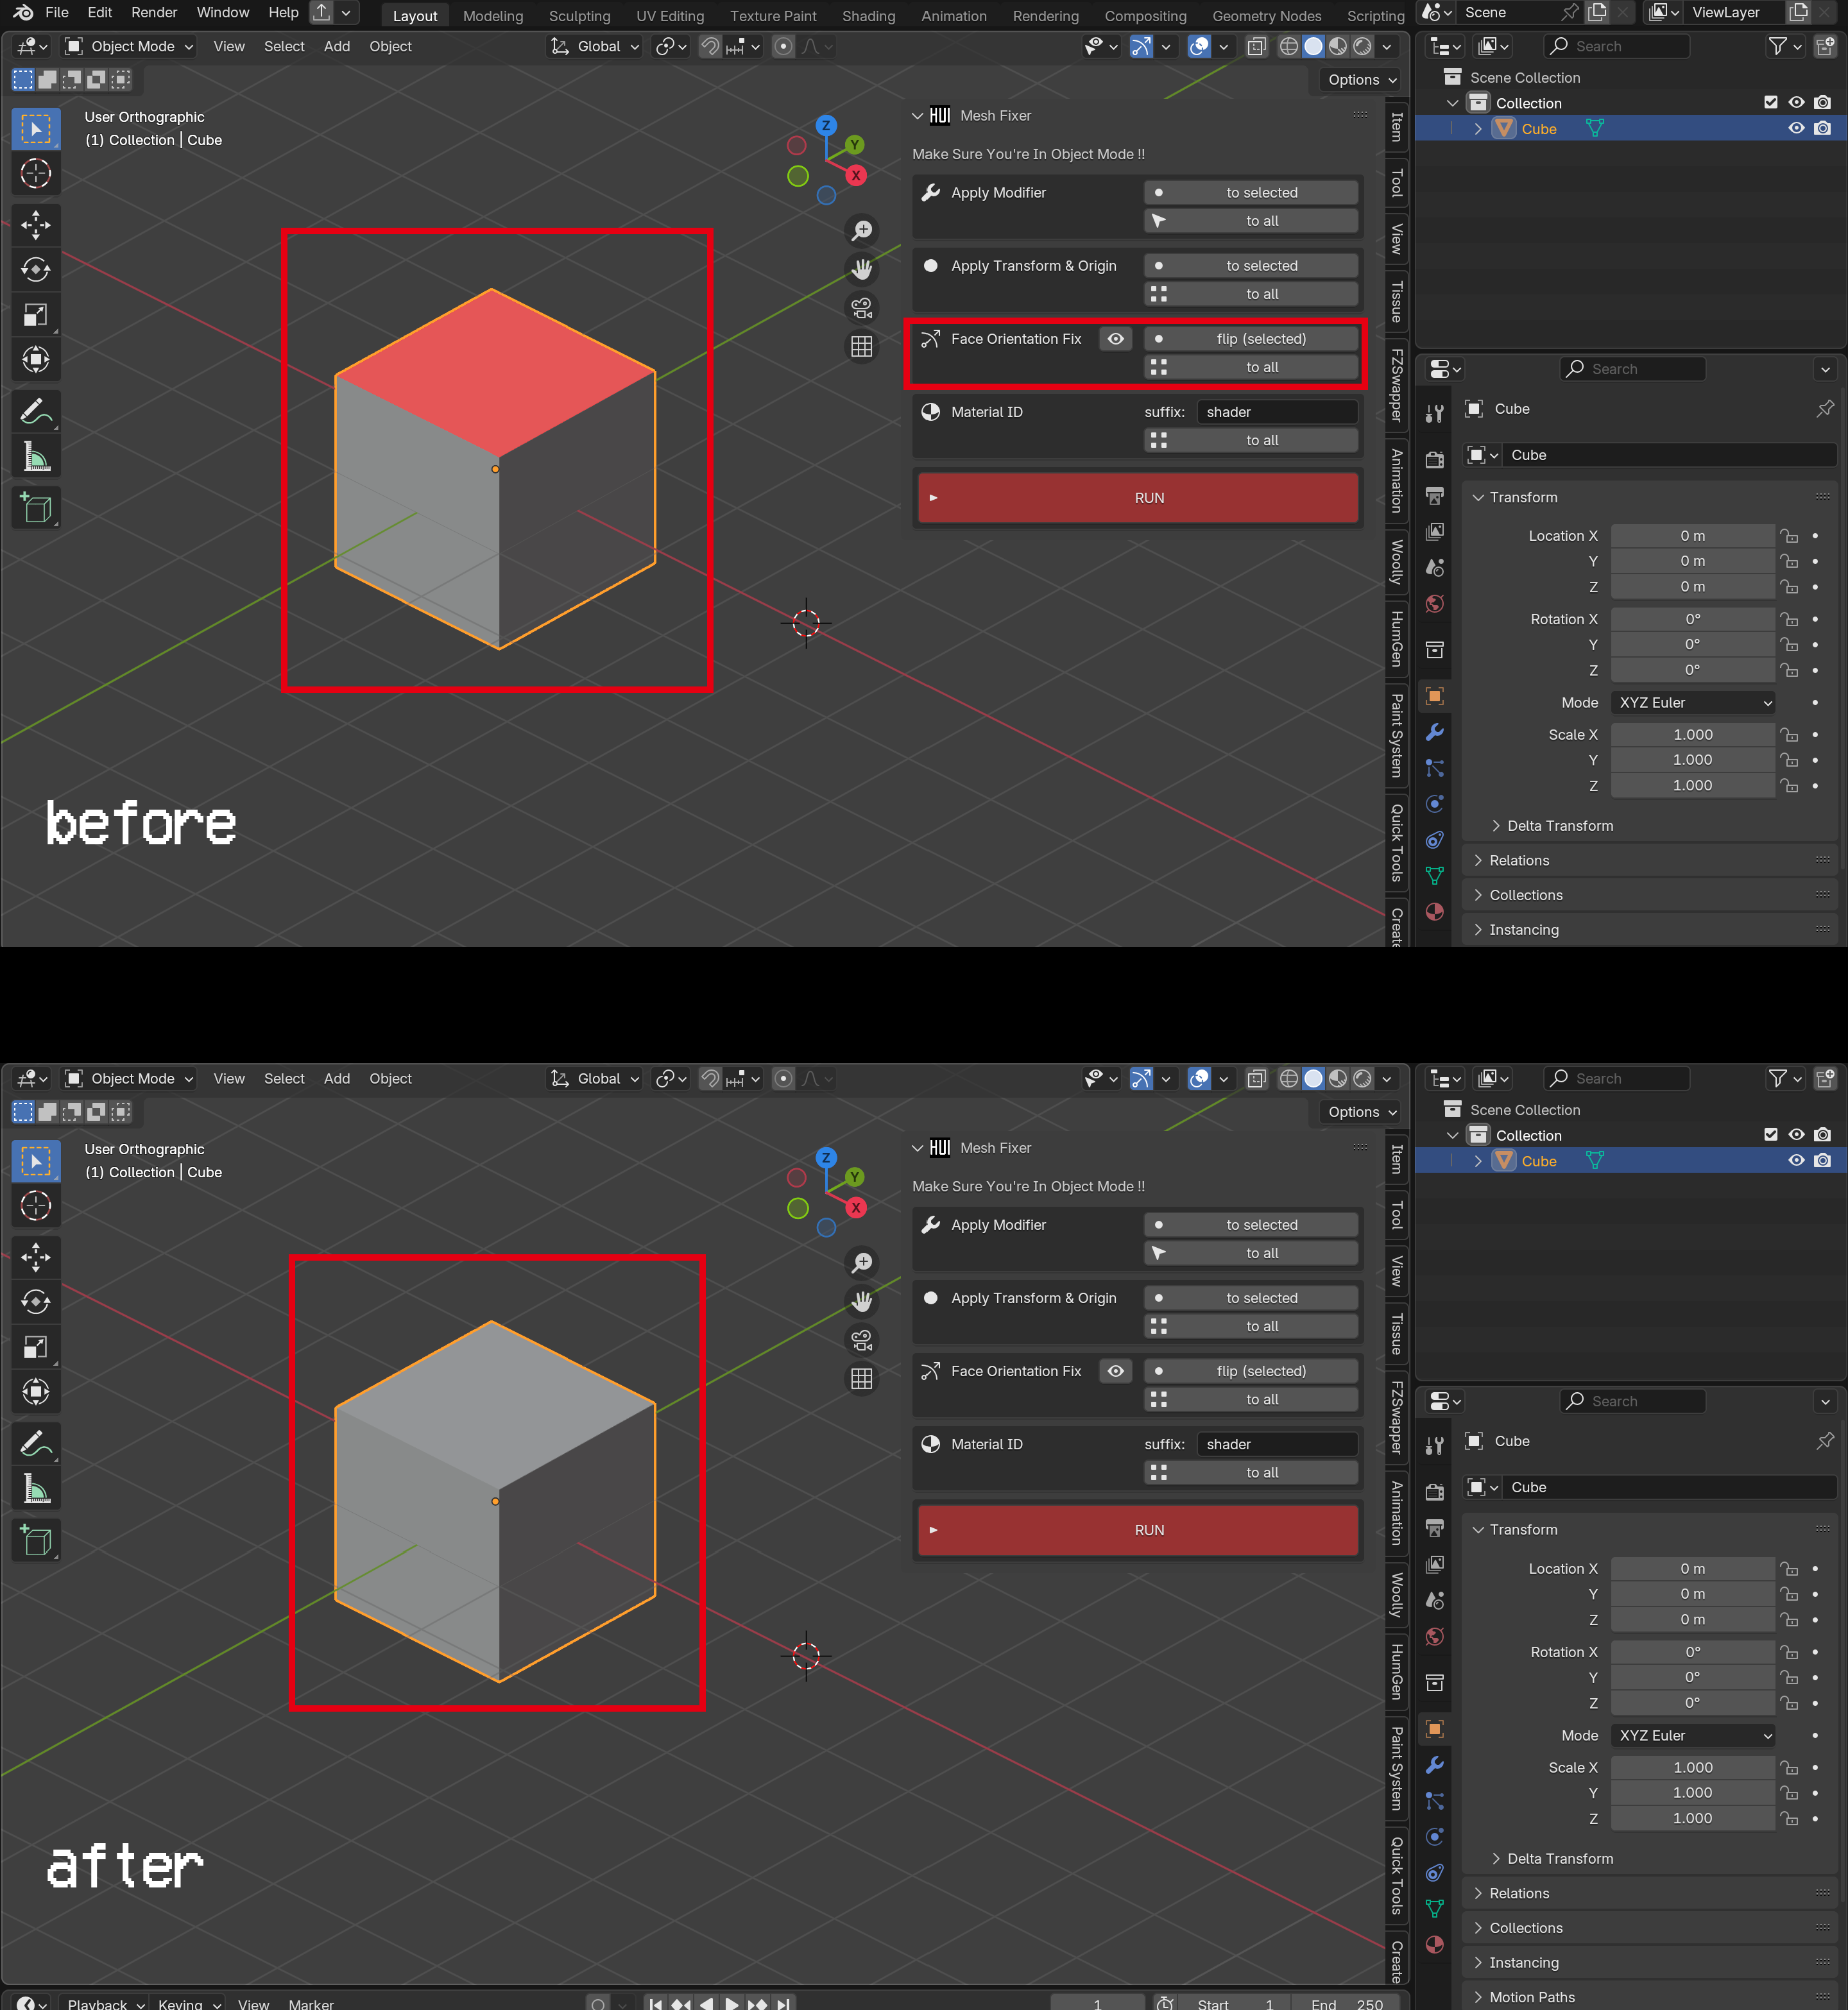 File Edit Render Window Help Layout Modeling Sculpting UV Editing Texture Paint Shading Animation Rendering Compositing Geometry Nodes Scripting Scene ViewLayer
Object Mode View Select Add Object Global Search
Options
Scene Collection
Collection
Cube
User Orthographic
(1) Collection | Cube
Z
Y
X
HUI Mesh Fixer
Make Sure You're In Object Mode !!
Apply Modifier to selected
to all
Apply Transform & Origin to selected
to all
Face Orientation Fix flip (selected)
to all
Material ID suffix: shader
to all
RUN
Item
Tool
View
Tissue
FZSwapper
Animation
Woolly
HumGen
Paint System
Quick Tools
Create
Search
Cube
Cube
Transform
Location X 0 m
Y 0 m
Z 0 m
Rotation X 0°
Y 0°
Z 0°
Mode XYZ Euler
Scale X 1.000
Y 1.000
Z 1.000
Delta Transform
Relations
Collections
Instancing
before
Object Mode View Select Add Object Global Search
Options
Scene Collection
Collection
Cube
User Orthographic
(1) Collection | Cube
Z
Y
X
HUI Mesh Fixer
Make Sure You're In Object Mode !!
Apply Modifier to selected
to all
Apply Transform & Origin to selected
to all
Face Orientation Fix flip (selected)
to all
Material ID suffix: shader
to all
RUN
Item
Tool
View
Tissue
FZSwapper
Animation
Woolly
HumGen
Paint System
Quick Tools
Create
Search
Cube
Cube
Transform
Location X 0 m
Y 0 m
Z 0 m
Rotation X 0°
Y 0°
Z 0°
Mode XYZ Euler
Scale X 1.000
Y 1.000
Z 1.000
Delta Transform
Relations
Collections
Instancing
Motion Paths
after
Playback Keying View Marker 1 Start 1 End 250